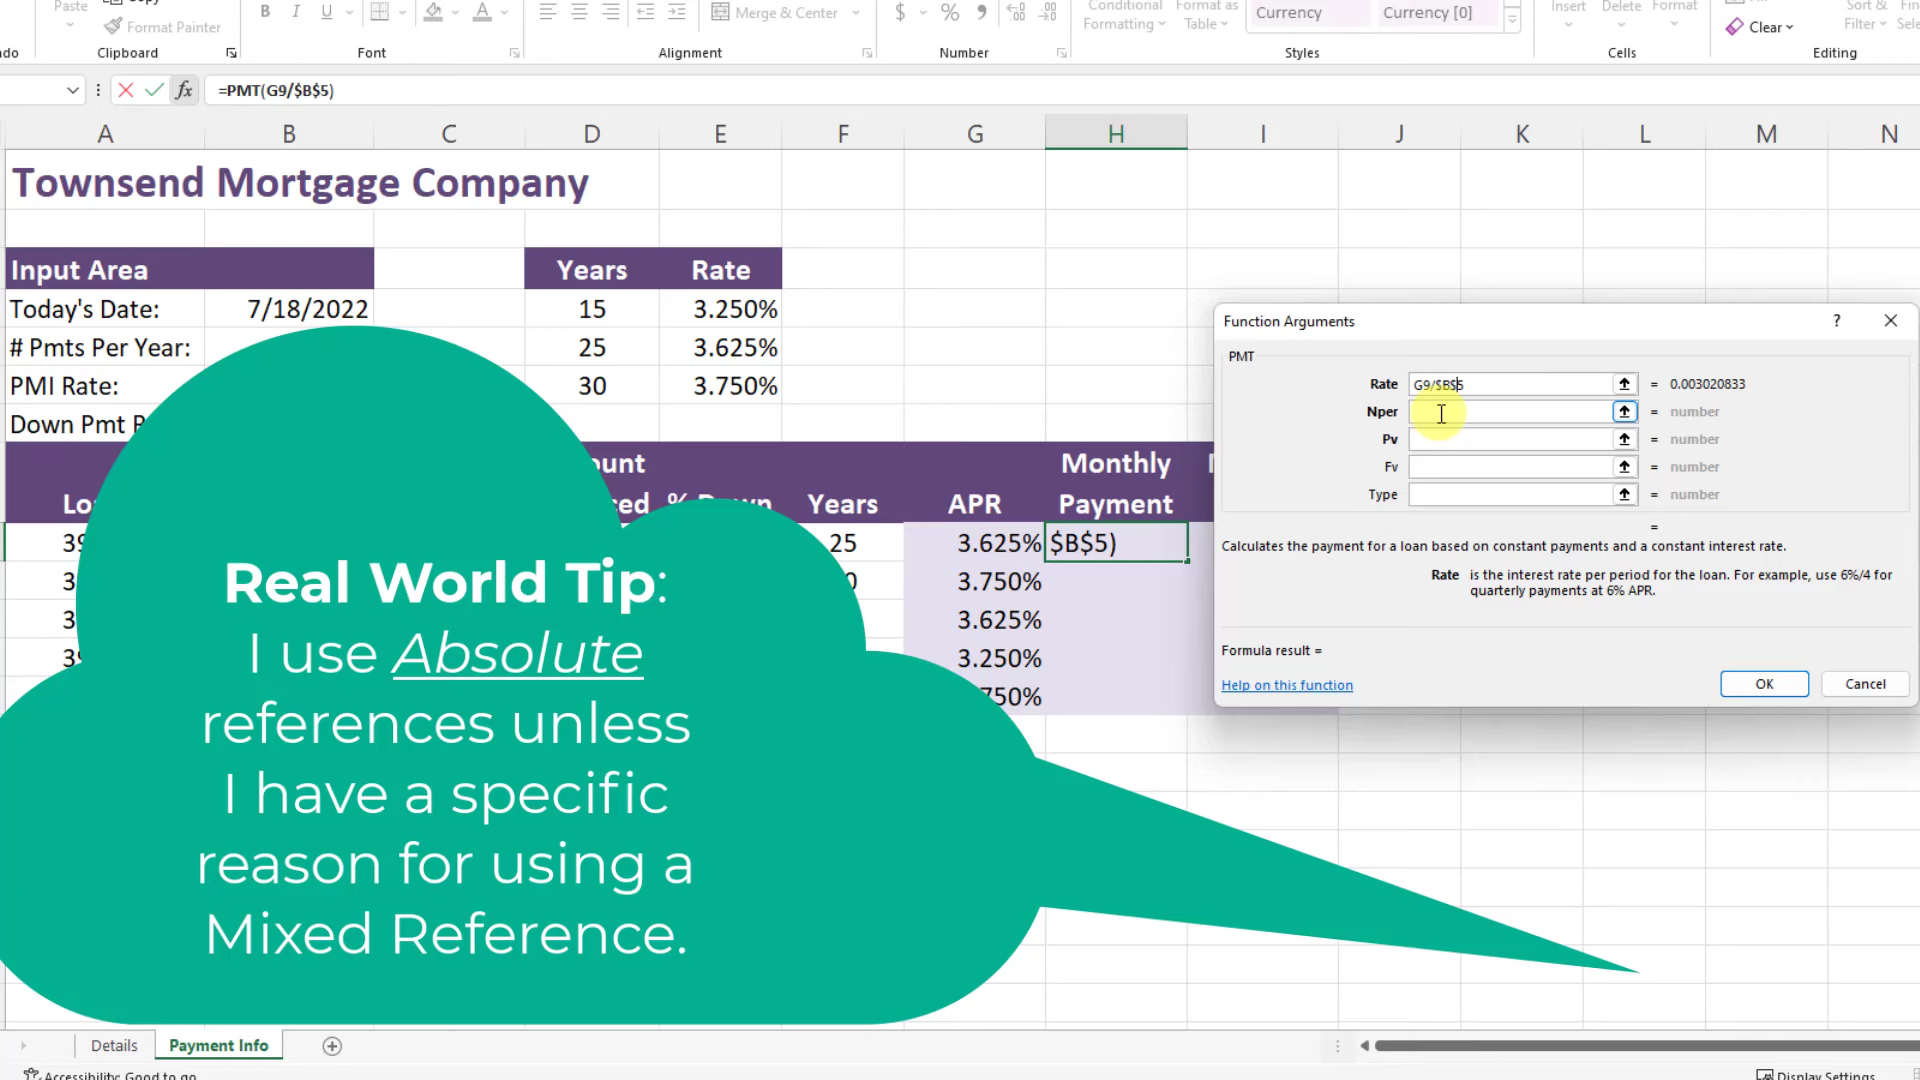 Paste
Copy
Format Painter
Clipboard
B I U
A
Font
Merge & Center
Alignment
$ % 9
Number
Conditional
Formatting
Format as
Table
Currency
Currency [0]
Styles
Insert
Delete
Format
Cells
Clear
Sort &
Filter
Editing
fx
=PMT(G9/$B$5)
A B C D E F G H I J K L M N
Townsend Mortgage Company
Input Area
Years Rate
Today's Date: 7/18/2022 15 3.250%
# Pmts Per Year: 25 3.625%
PMI Rate: 30 3.750%
Down Pmt
Monthly
% Down Years APR Payment
25 3.625% $B$5)
3.750%
3.625%
3.250%
Real World Tip:
I use Absolute
references unless
I have a specific
reason for using a
Mixed Reference.
Function Arguments
? ✕
PMT
Rate G9/$B$5 = 0.003020833
Nper = number
Pv = number
Fv = number
Type = number
=
Calculates the payment for a loan based on constant payments and a constant interest rate.
Rate is the interest rate per period for the loan. For example, use 6%/4 for
quarterly payments at 6% APR.
Formula result =
Help on this function
OK
Cancel
Details
Payment Info
Accessibility: Good to go
Display Settings